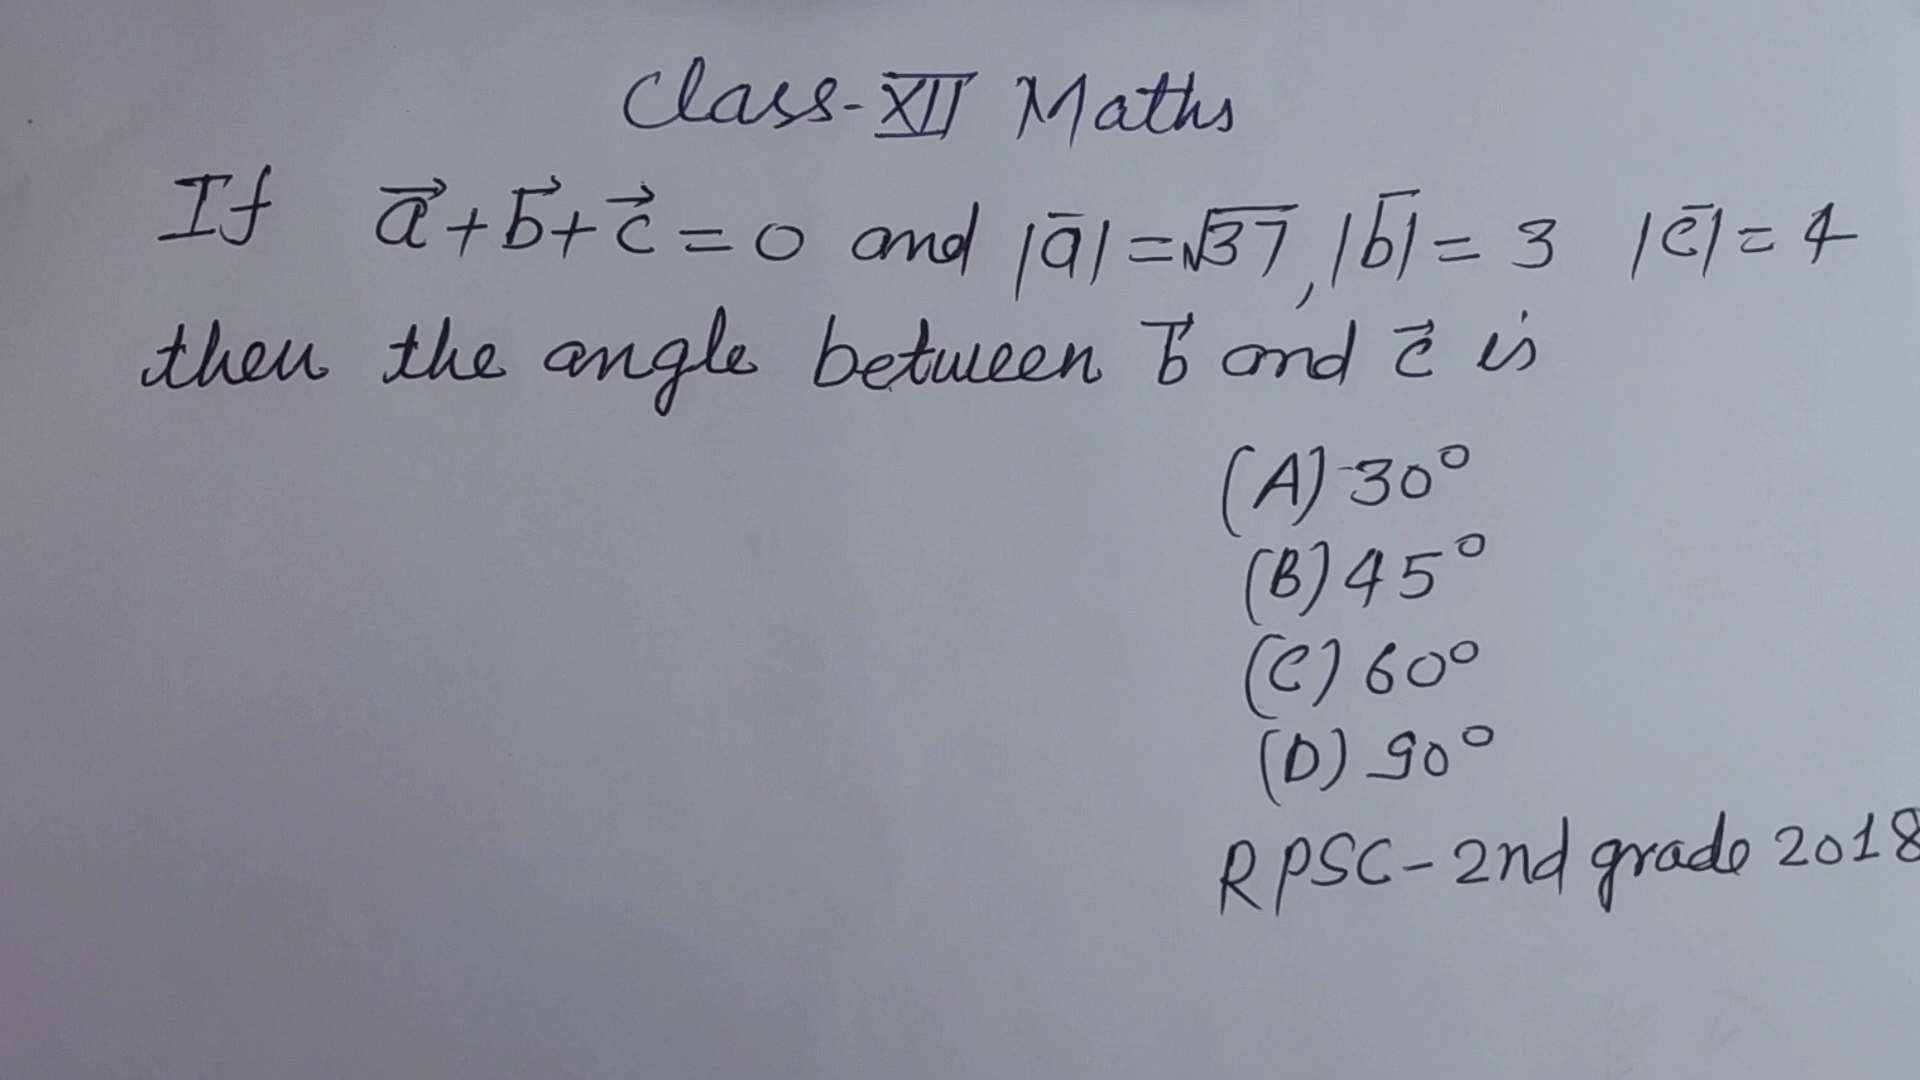 Class-XII Maths
If a⃗+b⃗+c⃗=0 and |a̅|=√37, |b̅|=3 |c̅|=4
then the angle between b⃗ and c⃗ is
(A) 30°
(B) 45°
(C) 60°
(D) 90°
RPSC-2nd grade 2018